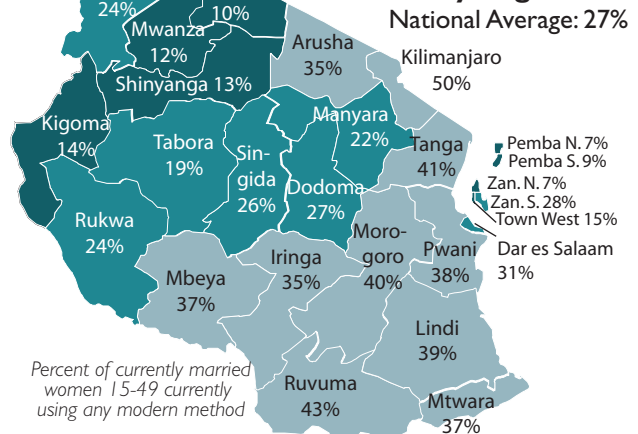 National Average: 27%
24%
10%
Mwanza
12%
Arusha
35%
Kilimanjaro
50%
Shinyanga 13%
Kigoma
14%
Tabora
19%
Sin-
gida
26%
Manyara
22%
Tanga
41%
Pemba N. 7%
Pemba S. 9%
Zan. N. 7%
Zan. S. 28%
Town West 15%
Dar es Salaam
31%
Dodoma
27%
Rukwa
24%
Moro-
goro
40%
Pwani
38%
Iringa
35%
Mbeya
37%
Lindi
39%
Ruvuma
43%
Mtwara
37%
Percent of currently married
women 15-49 currently
using any modern method